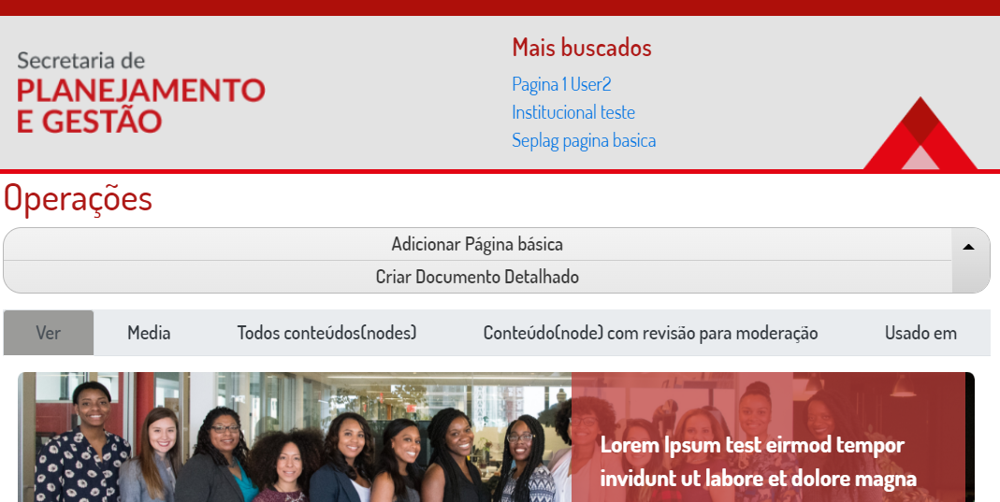 Secretaria de
PLANEJAMENTO
E GESTÃO
Mais buscados
Pagina 1 User2
Institucional teste
Seplag pagina basica
Operações
Adicionar Página básica
Criar Documento Detalhado
Ver Media Todos conteúdos(nodes) Conteúdo(node) com revisão para moderação Usado em
Lorem Ipsum test eirmod tempor
invidunt ut labore et dolore magna